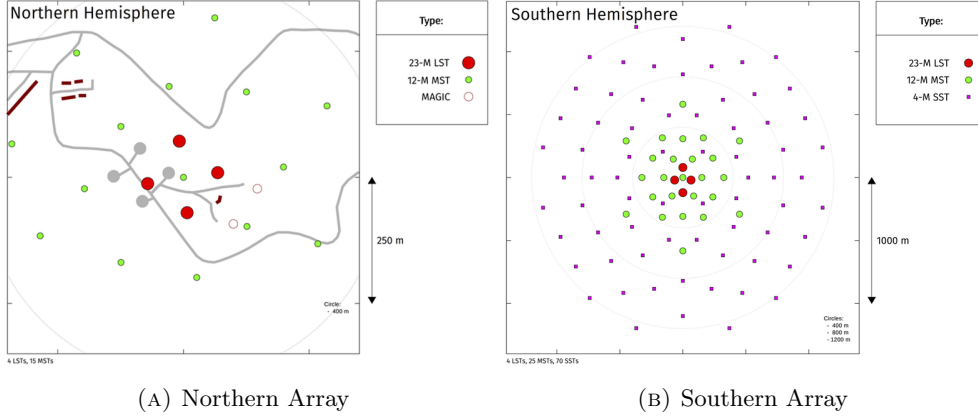 Northern Hemisphere
Type:
23-M LST
12-M MST
MAGIC
250 m
Circle:
- 400 m
4 LSTs, 15 MSTs
(A) Northern Array
Southern Hemisphere
Type:
23-M LST
12-M MST
4-M SST
1000 m
Circles:
- 400 m
- 800 m
- 1200 m
4 LSTs, 25 MSTs, 70 SSTs
(B) Southern Array